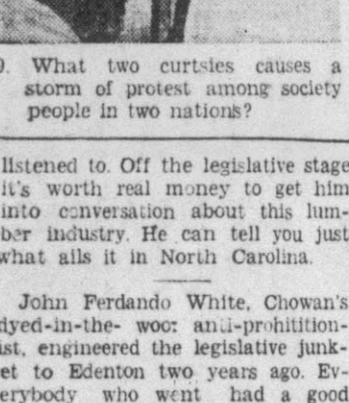 9. What two curtsies causes a
storm of protest among society
people in two nations?
listened to. Off the legislative stage
it's worth real money to get him
into conversation about this lum-
ber industry. He can tell you just
what ails it in North Carolina.
John Ferdando White, Chowan's
dyed-in-the- wool anti-prohitition-
ist, engineered the legislative junk-
et to Edenton two years ago. Ev-
erybody who went had a good